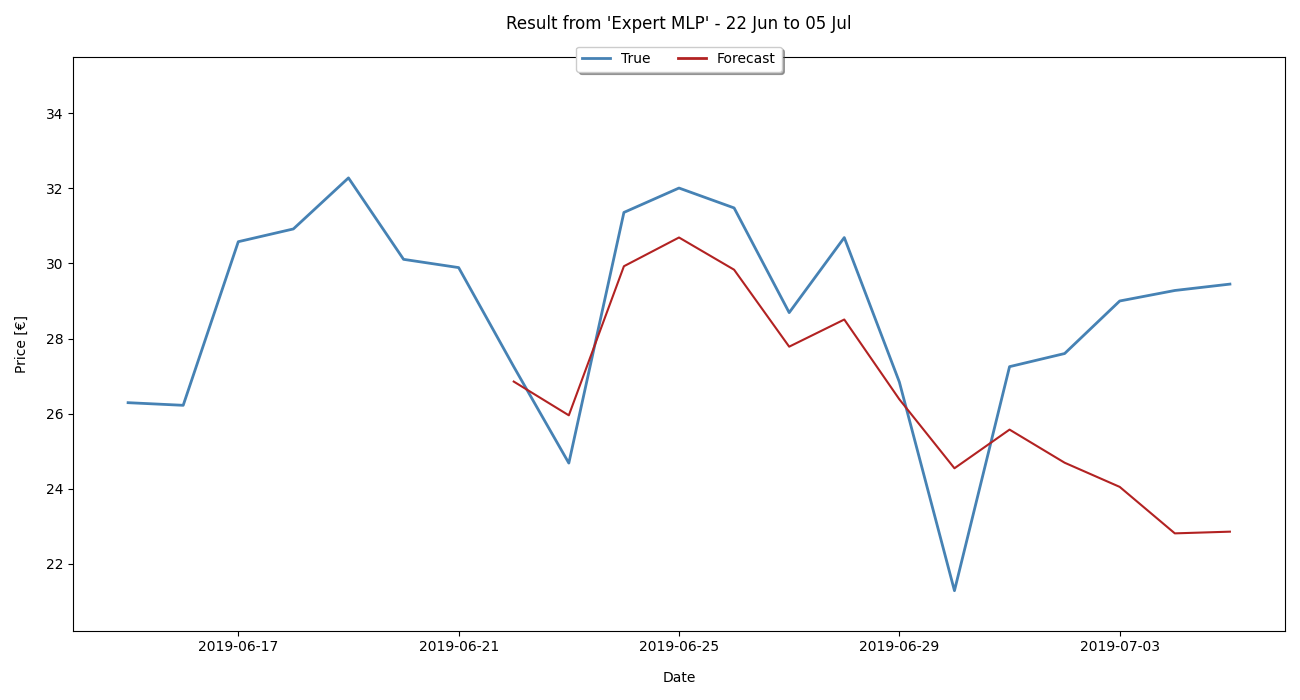 Result from 'Expert MLP' - 22 Jun to 05 Jul
True
Forecast
34
32
30
28
26
24
22
Price [€]
2019-06-17
2019-06-21
2019-06-25
2019-06-29
2019-07-03
Date